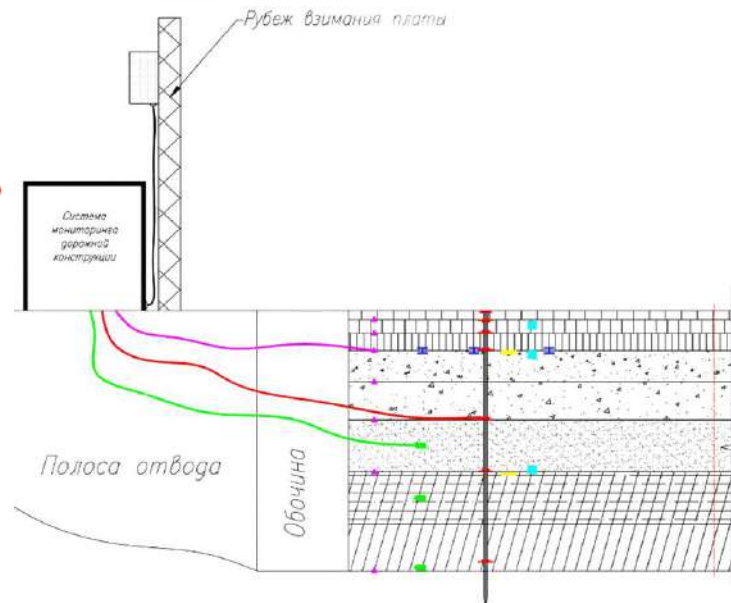 Рубеж взимания платы
Система
мониторинга
дорожной
конструкции
Полоса отвода
Обочина